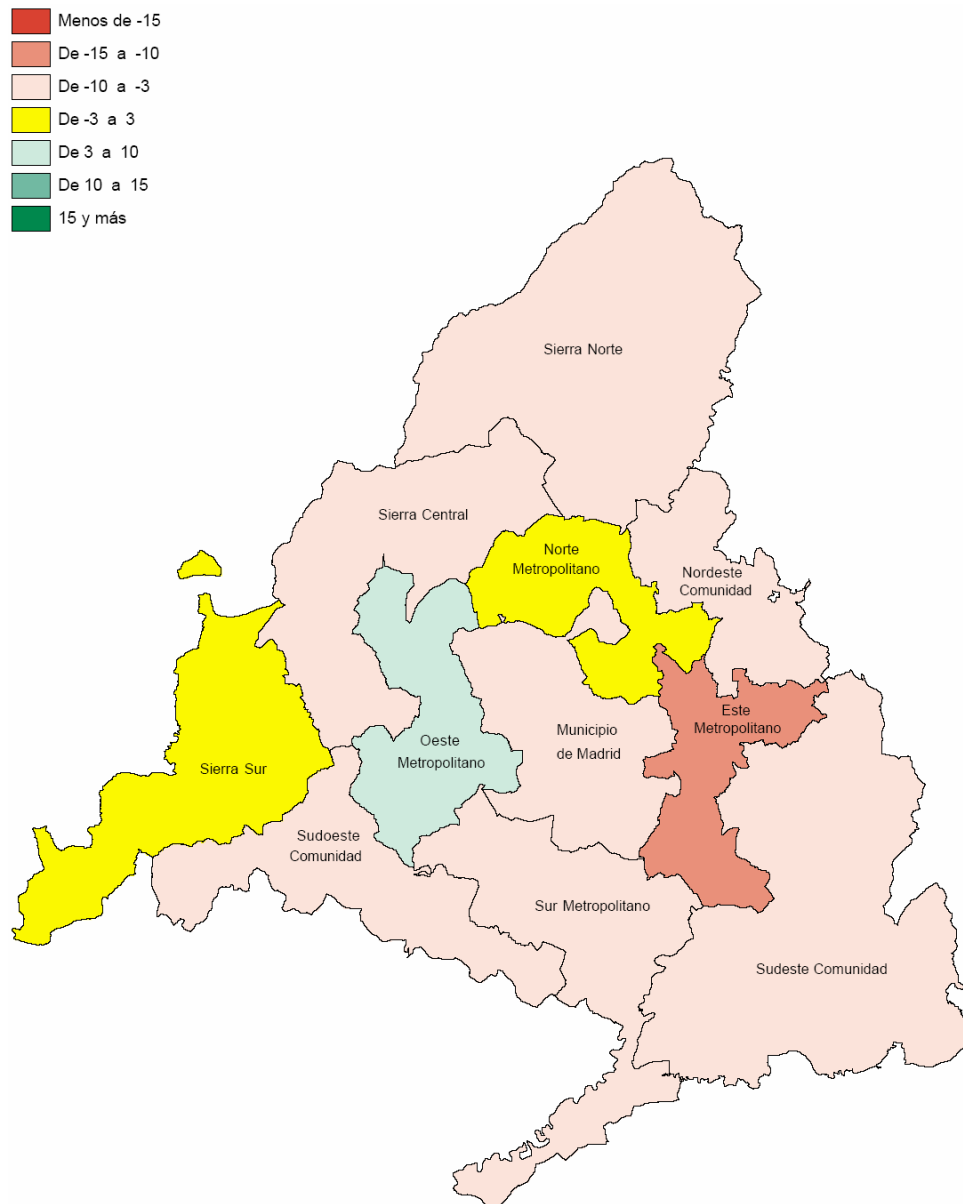 Menos de -15
De -15 a -10
De -10 a -3
De -3 a 3
De 3 a 10
De 10 a 15
15 y más
Sierra Norte
Sierra Central
Norte
Metropolitano
Nordeste
Comunidad
Este
Metropolitano
Municipio
de Madrid
Oeste
Metropolitano
Sierra Sur
Sudoeste
Comunidad
Sur Metropolitano
Sudeste Comunidad